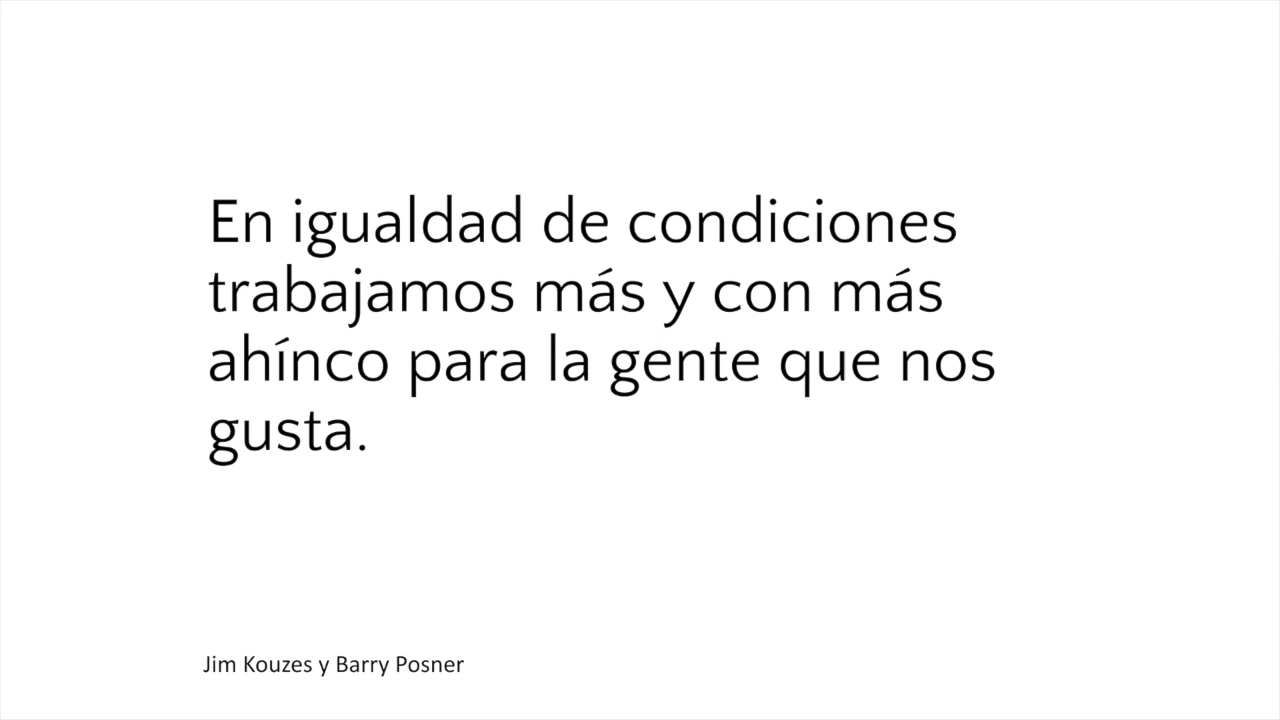 En igualdad de condiciones
trabajamos más y con más
ahínco para la gente que nos
gusta.
Jim Kouzes y Barry Posner